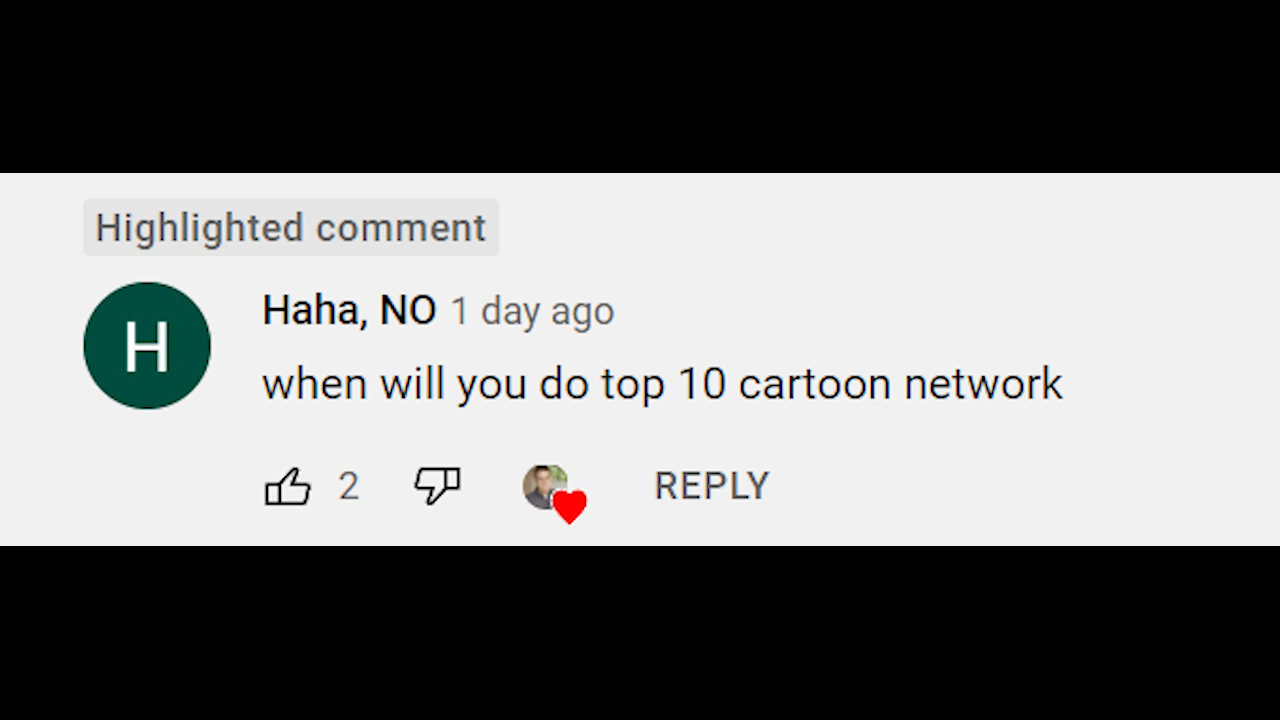 Highlighted comment
H
Haha, NO 1 day ago
when will you do top 10 cartoon network
2
REPLY